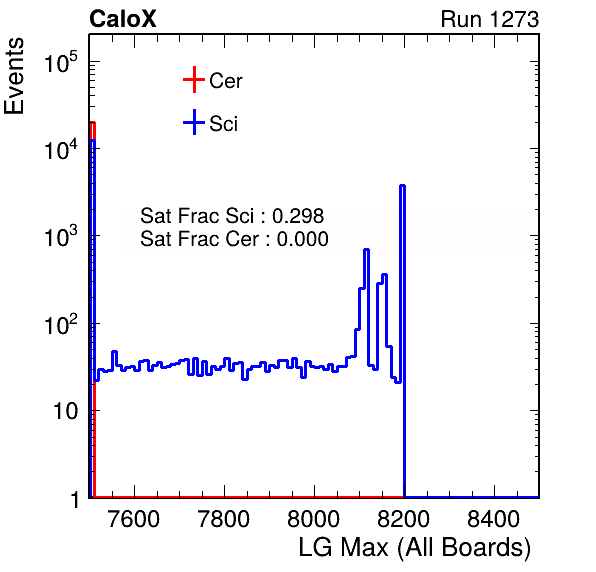 CaloX Run 1273
Events
10^5
10^4
10^3
10^2
10
1
Cer
Sci
Sat Frac Sci : 0.298
Sat Frac Cer : 0.000
7600 7800 8000 8200 8400
LG Max (All Boards)